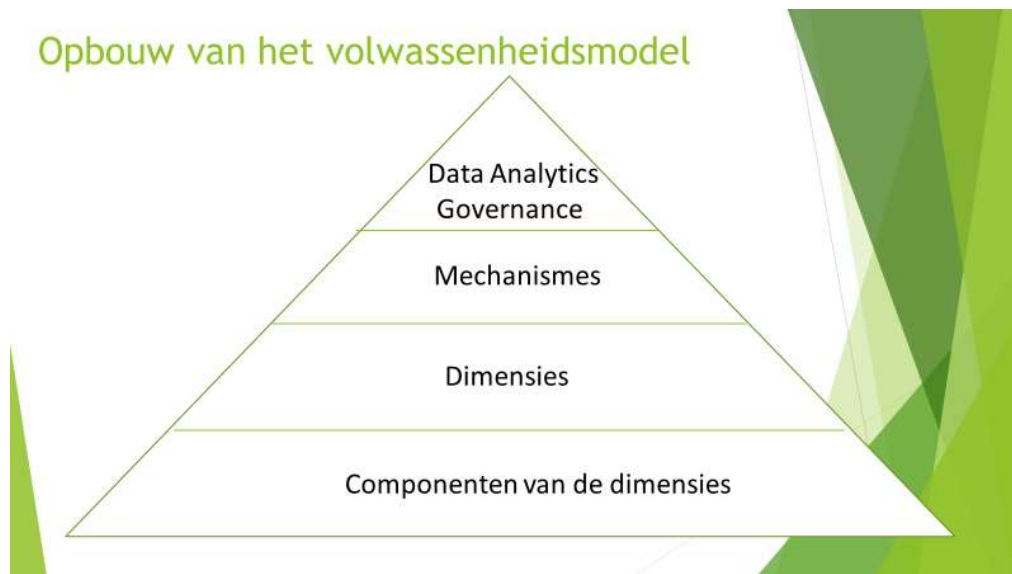 Opbouw van het volwassenheidsmodel
Data Analytics
Governance
Mechanismes
Dimensies
Componenten van de dimensies